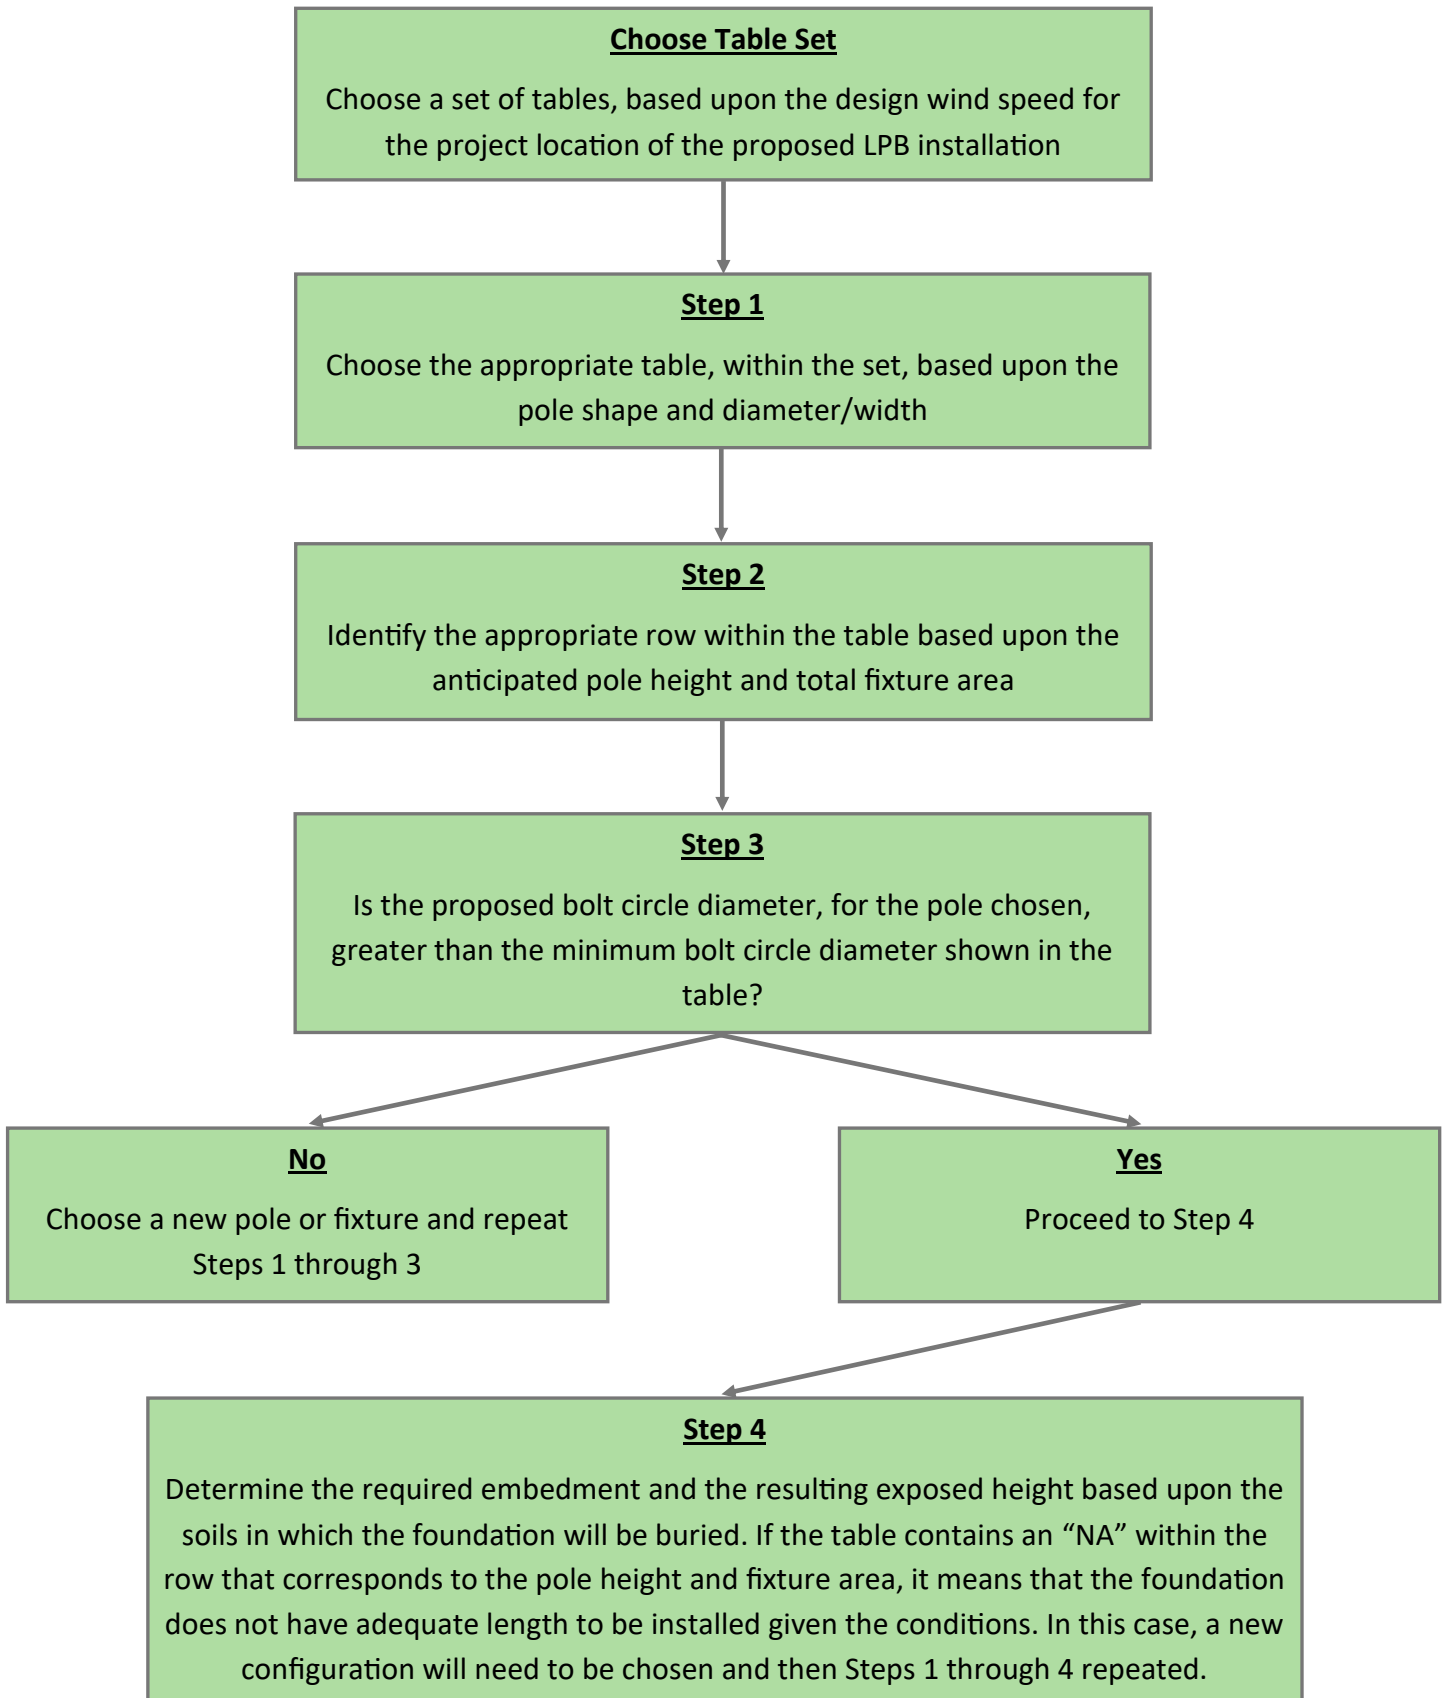 Choose Table Set
Choose a set of tables, based upon the design wind speed for
the project location of the proposed LPB installation
Step 1
Choose the appropriate table, within the set, based upon the
pole shape and diameter/width
Step 2
Identify the appropriate row within the table based upon the
anticipated pole height and total fixture area
Step 3
Is the proposed bolt circle diameter, for the pole chosen,
greater than the minimum bolt circle diameter shown in the
table?
No
Choose a new pole or fixture and repeat
Steps 1 through 3
Yes
Proceed to Step 4
Step 4
Determine the required embedment and the resulting exposed height based upon the
soils in which the foundation will be buried. If the table contains an “NA” within the
row that corresponds to the pole height and fixture area, it means that the foundation
does not have adequate length to be installed given the conditions. In this case, a new
configuration will need to be chosen and then Steps 1 through 4 repeated.